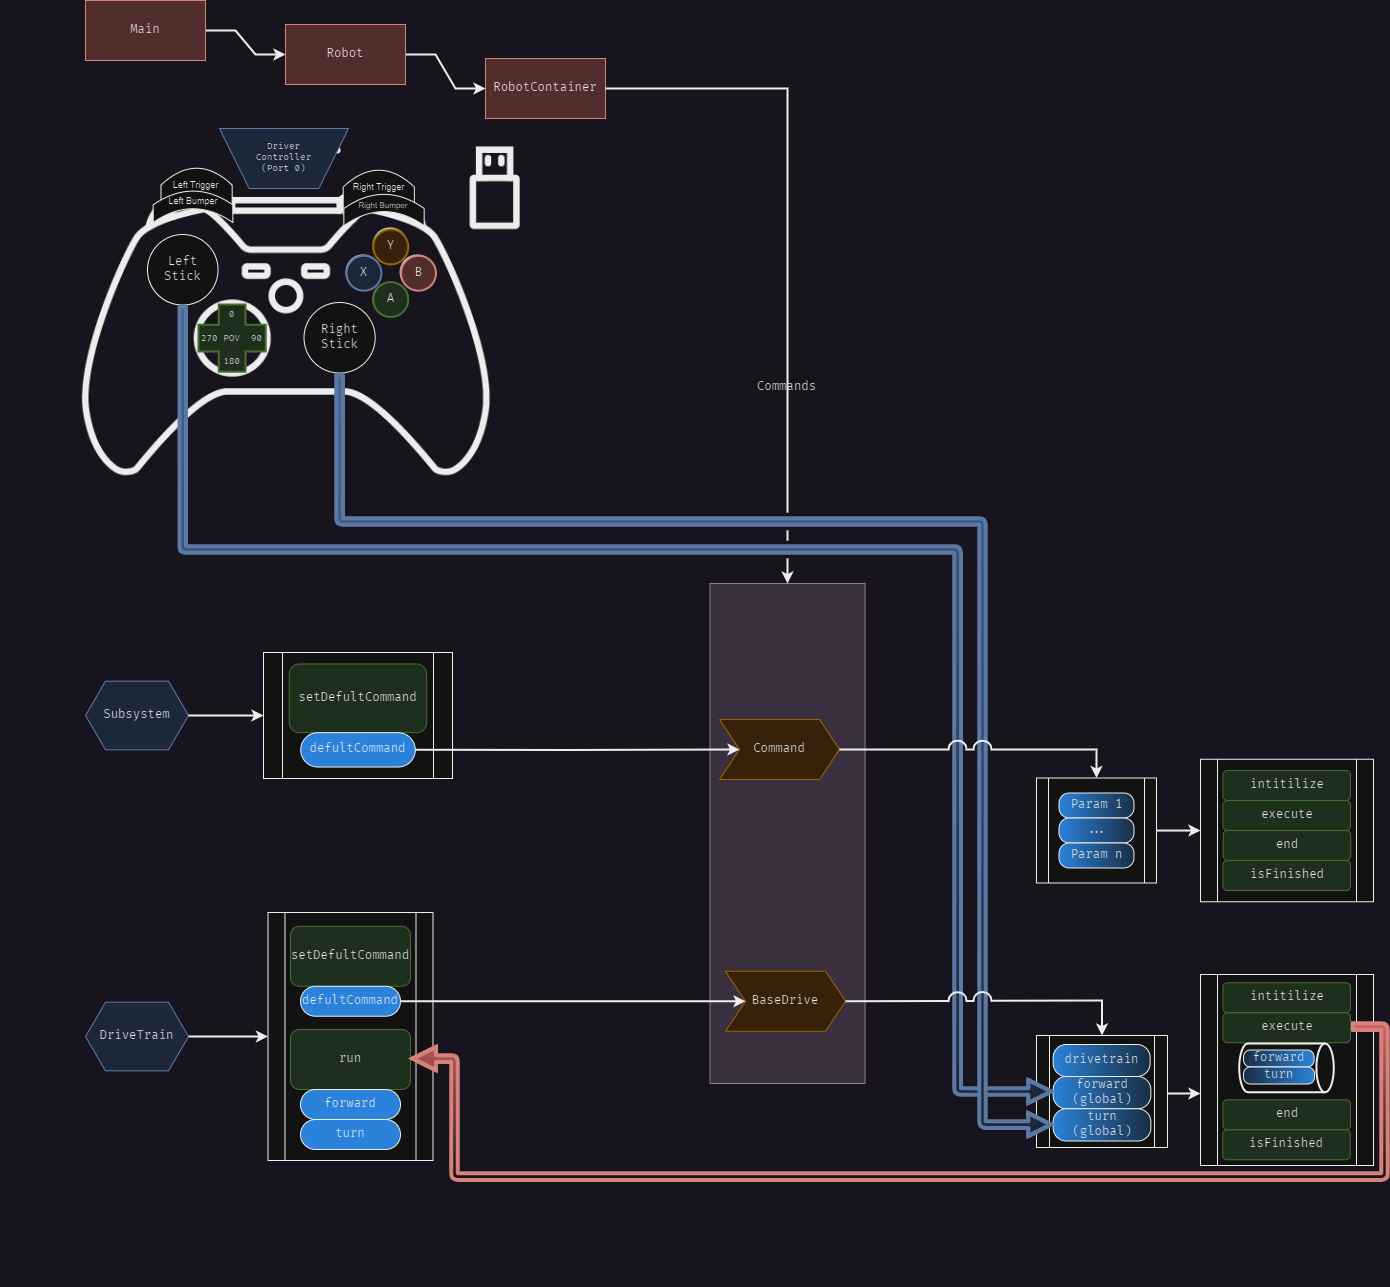 Main
Robot
RobotContainer
Driver
Controller
(Port 0)
Left Trigger
Left Bumper
Right Trigger
Right Bumper
Left
Stick
Y
X
B
A
0
270 POV 90
180
Right
Stick
Commands
Subsystem
setDefultCommand
defultCommand
Command
Param 1
...
Param n
intitilize
execute
end
isFinished
DriveTrain
setDefultCommand
defultCommand
run
forward
turn
BaseDrive
drivetrain
forward
(global)
turn
(global)
intitilize
execute
forward
turn
end
isFinished